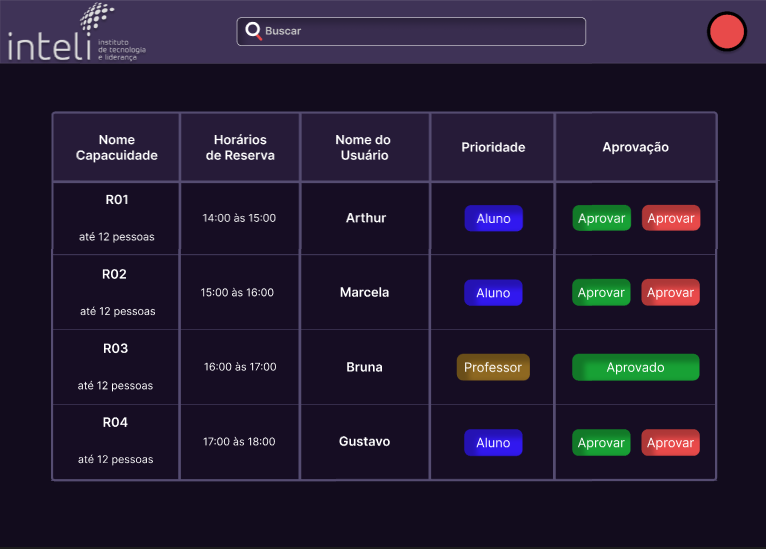 inteli
instituto
de tecnologia
e liderança
Buscar
Nome
Capacuidade
Horários
de Reserva
Nome do
Usuário
Prioridade
Aprovação
R01
até 12 pessoas
14:00 às 15:00
Arthur
Aluno
Aprovar
Aprovar
R02
até 12 pessoas
15:00 às 16:00
Marcela
Aluno
Aprovar
Aprovar
R03
até 12 pessoas
16:00 às 17:00
Bruna
Professor
Aprovado
R04
até 12 pessoas
17:00 às 18:00
Gustavo
Aluno
Aprovar
Aprovar